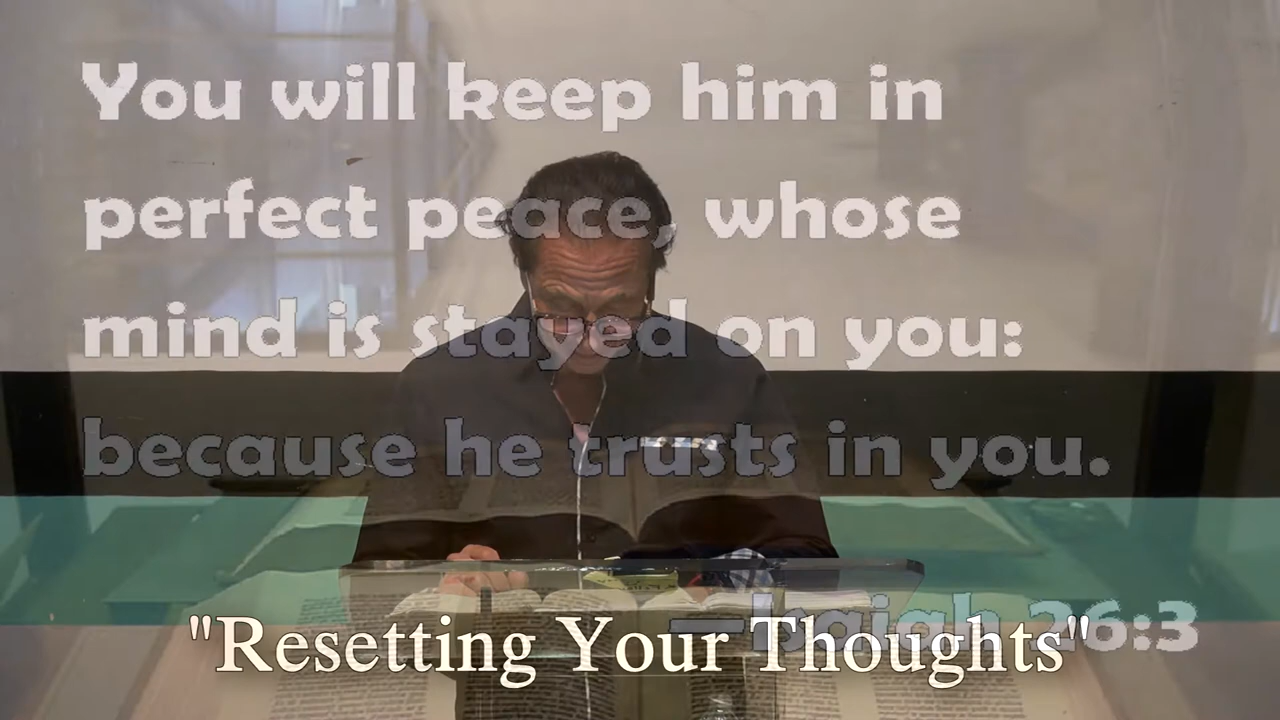 You will keep him in
perfect peace, whose
mind is stayed on you:
because he trusts in you.
—Isaiah 26:3
"Resetting Your Thoughts"